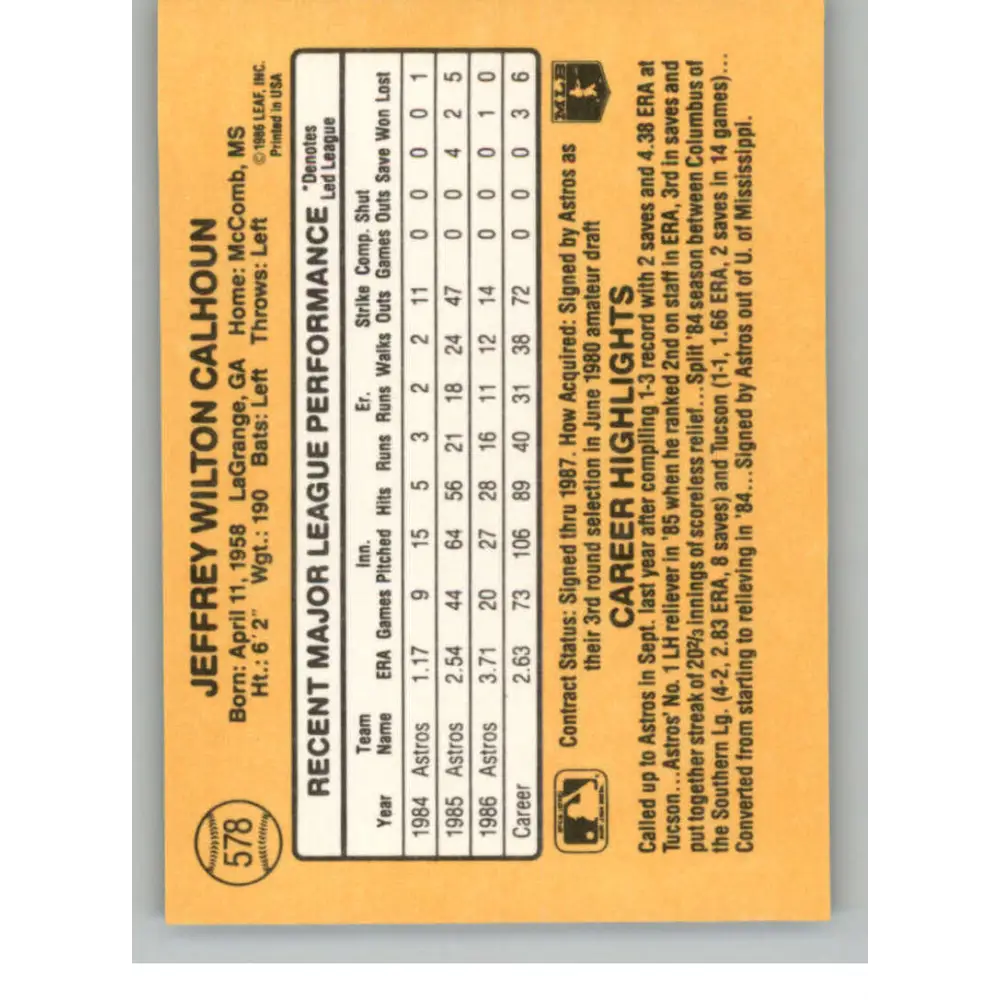 578
JEFFREY WILTON CALHOUN
Born: April 11, 1958 LaGrange, GA Home: McComb, MS
Ht.: 6' 2" Wgt.: 190 Bats: Left Throws: Left
©1986 LEAF, INC.
Printed in USA
RECENT MAJOR LEAGUE PERFORMANCE
*Denotes
Led League
Team Inn. Er. Strike Comp. Shut
Year Name ERA Games Pitched Hits Runs Runs Walks Outs Games Outs Save Won Lost
1984 Astros 1.17 9 15 5 3 2 2 11 0 0 0 0 1
1985 Astros 2.54 44 64 56 21 18 24 47 0 0 4 2 5
1986 Astros 3.71 20 27 28 16 11 12 14 0 0 0 1 0
Career 2.63 73 106 89 40 31 38 72 0 0 0 3 6
Contract Status: Signed thru 1987. How Acquired: Signed by Astros as
their 3rd round selection in June 1980 amateur draft
MLB
CAREER HIGHLIGHTS
Called up to Astros in Sept. last year after compiling 1-3 record with 2 saves and 4.38 ERA at
Tucson...Astros' No. 1 LH reliever in '85 when he ranked 2nd on staff in ERA, 3rd in saves and
put together streak of 20⅔ innings of scoreless relief...Split '84 season between Columbus of
the Southern Lg. (4-2, 2.83 ERA, 8 saves) and Tucson (1-1, 1.66 ERA, 2 saves in 14 games)...
Converted from starting to relieving in '84...Signed by Astros out of U. of Mississippi.